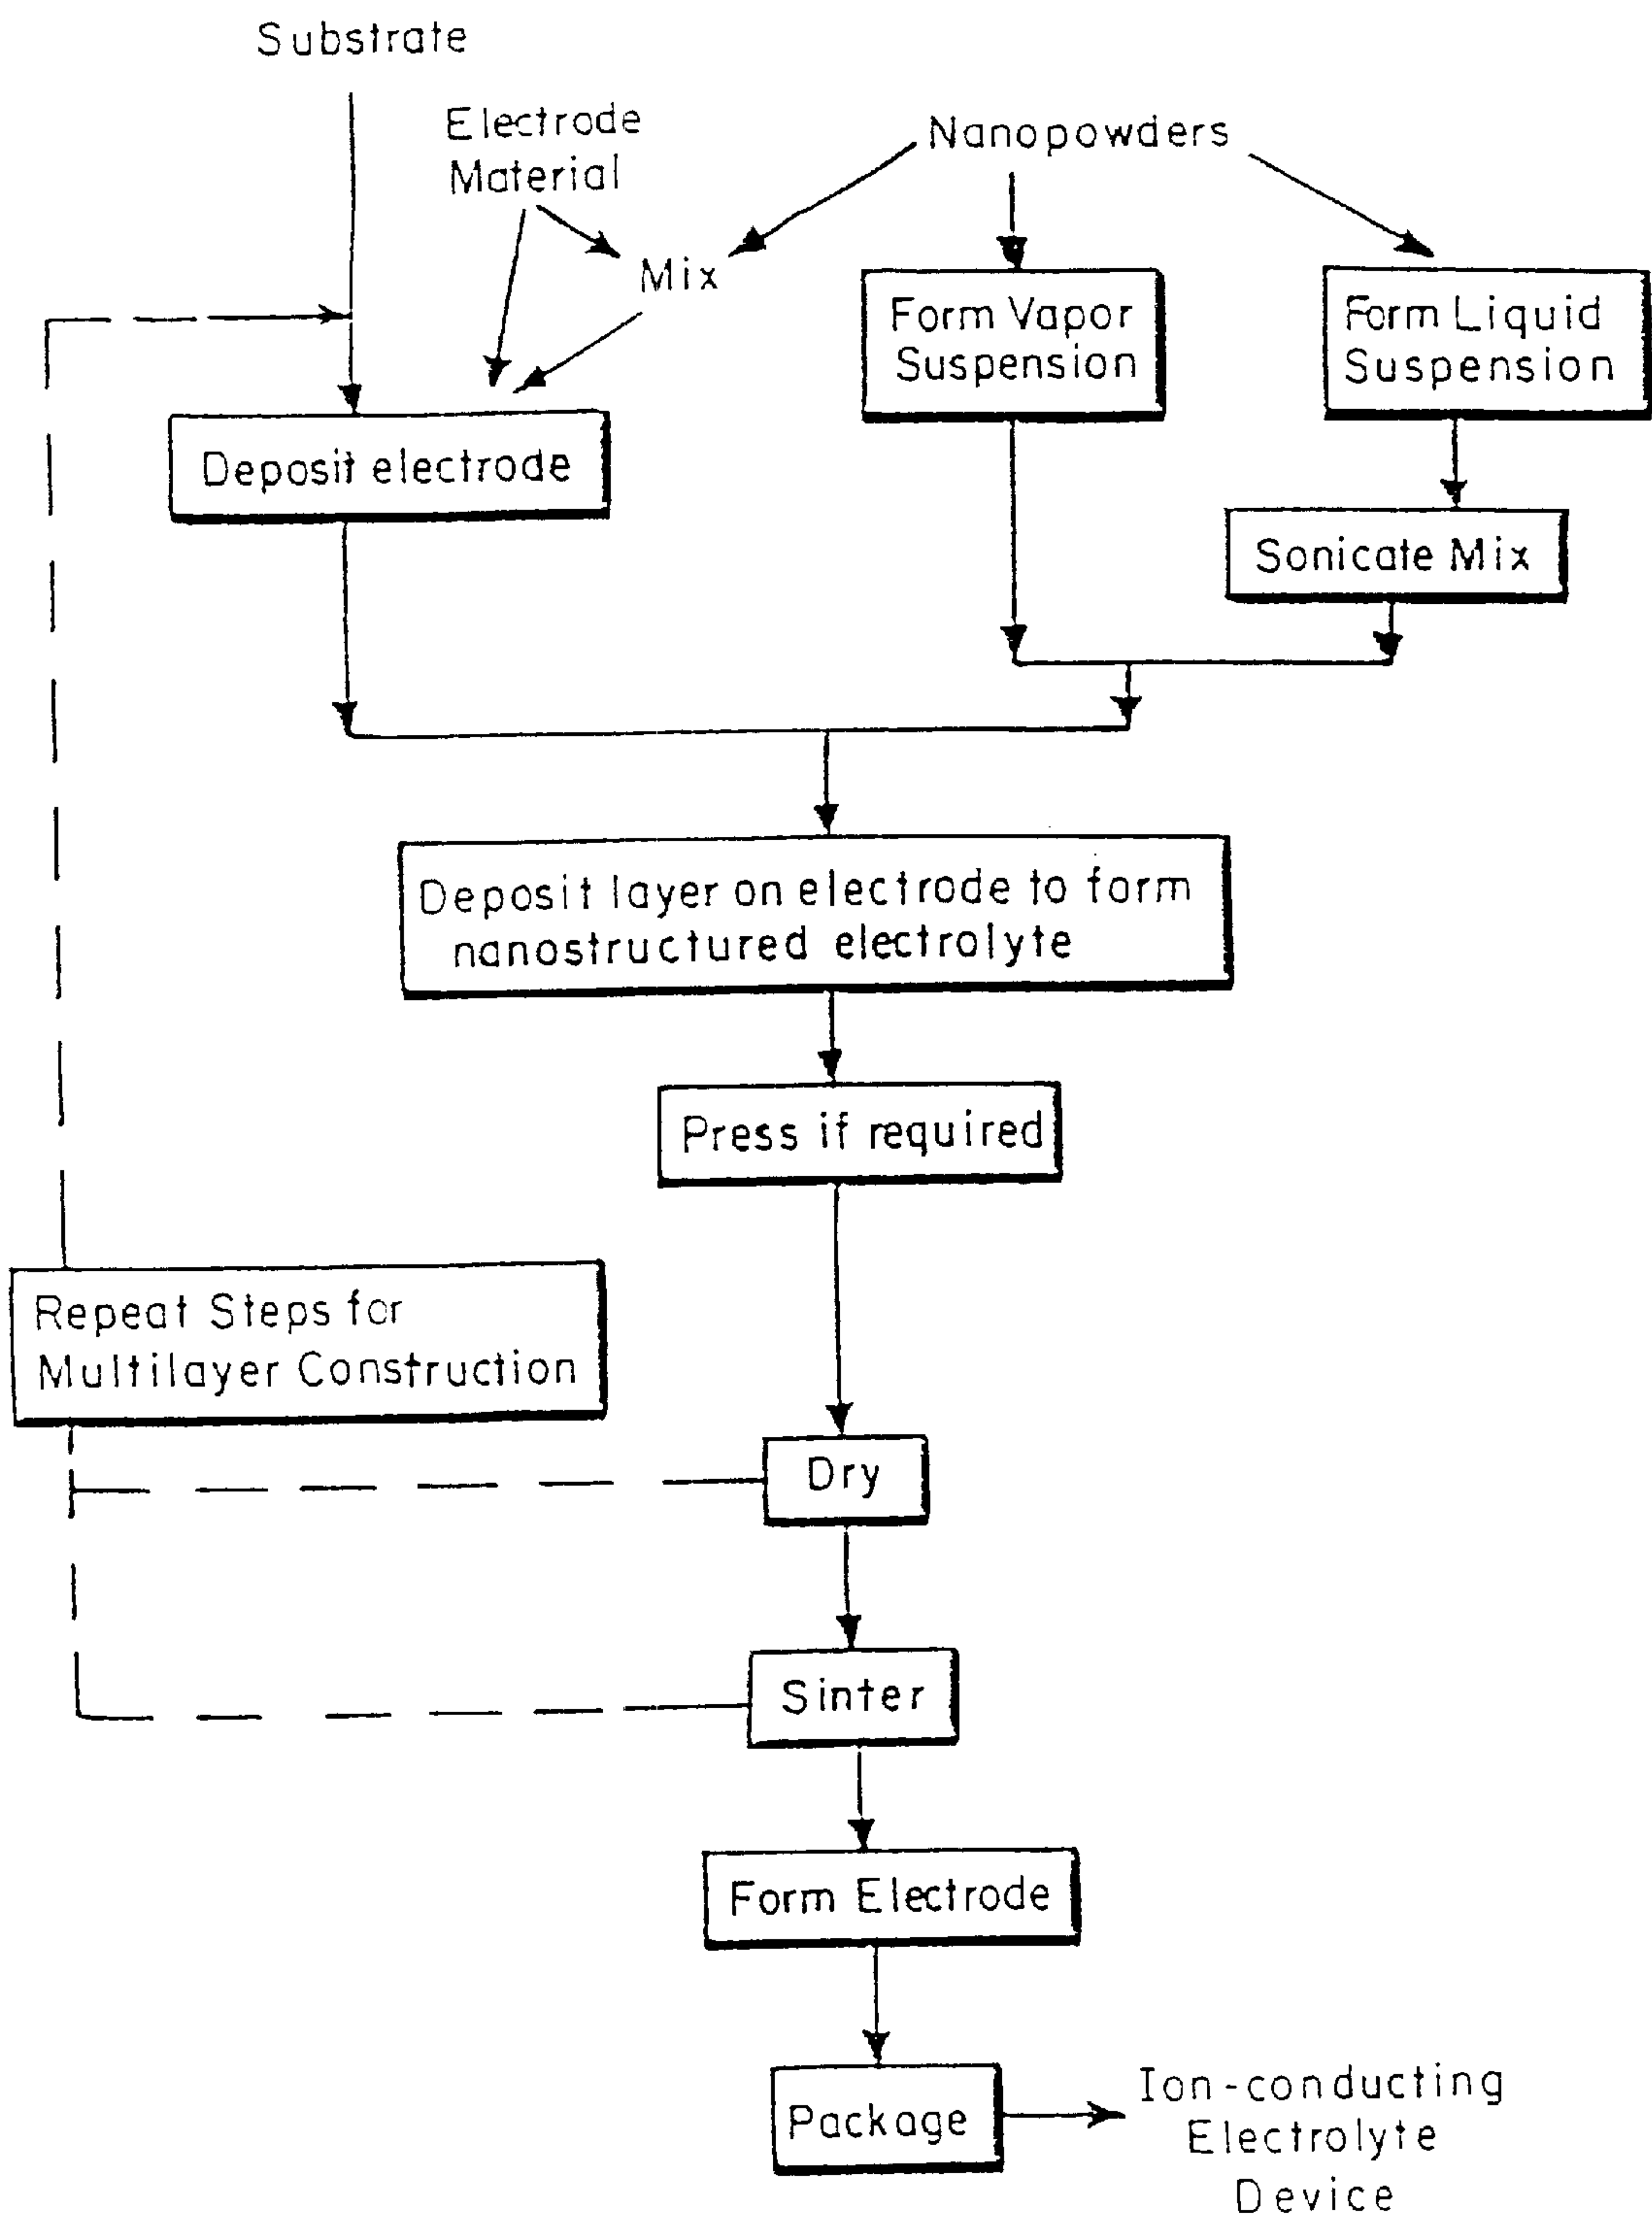 Substrate
Electrode
Material
Nanopowders
Mix
Form Vapor
Suspension
Form Liquid
Suspension
Deposit electrode
Sonicate Mix
Deposit layer on electrode to form
nanostructured electrolyte
Press if required
Repeat Steps for
Multilayer Construction
Dry
Sinter
Form Electrode
Package
Ion-conducting
Electrolyte
Device